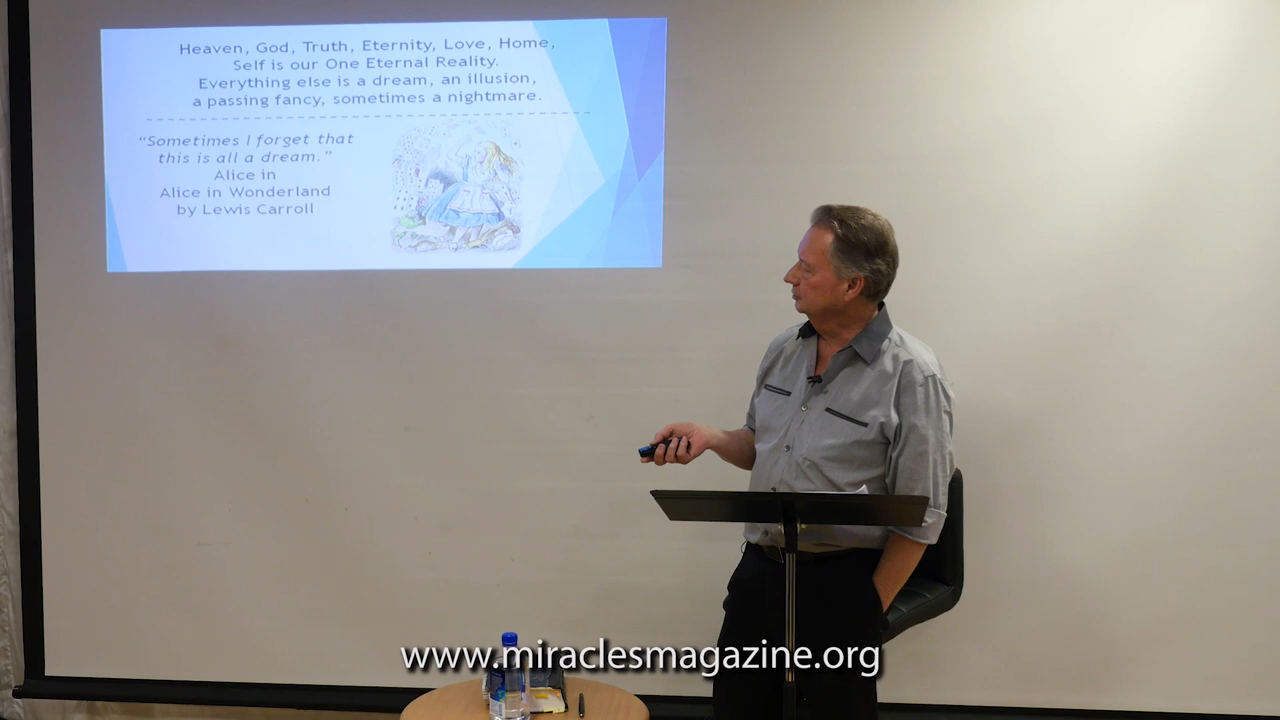 Heaven, God, Truth, Eternity, Love, Home,
Self is our One Eternal Reality.
Everything else is a dream, an illusion,
a passing fancy, sometimes a nightmare.
“Sometimes I forget that
this is all a dream.”
Alice in
Alice in Wonderland
by Lewis Carroll
www.miraclesmagazine.org